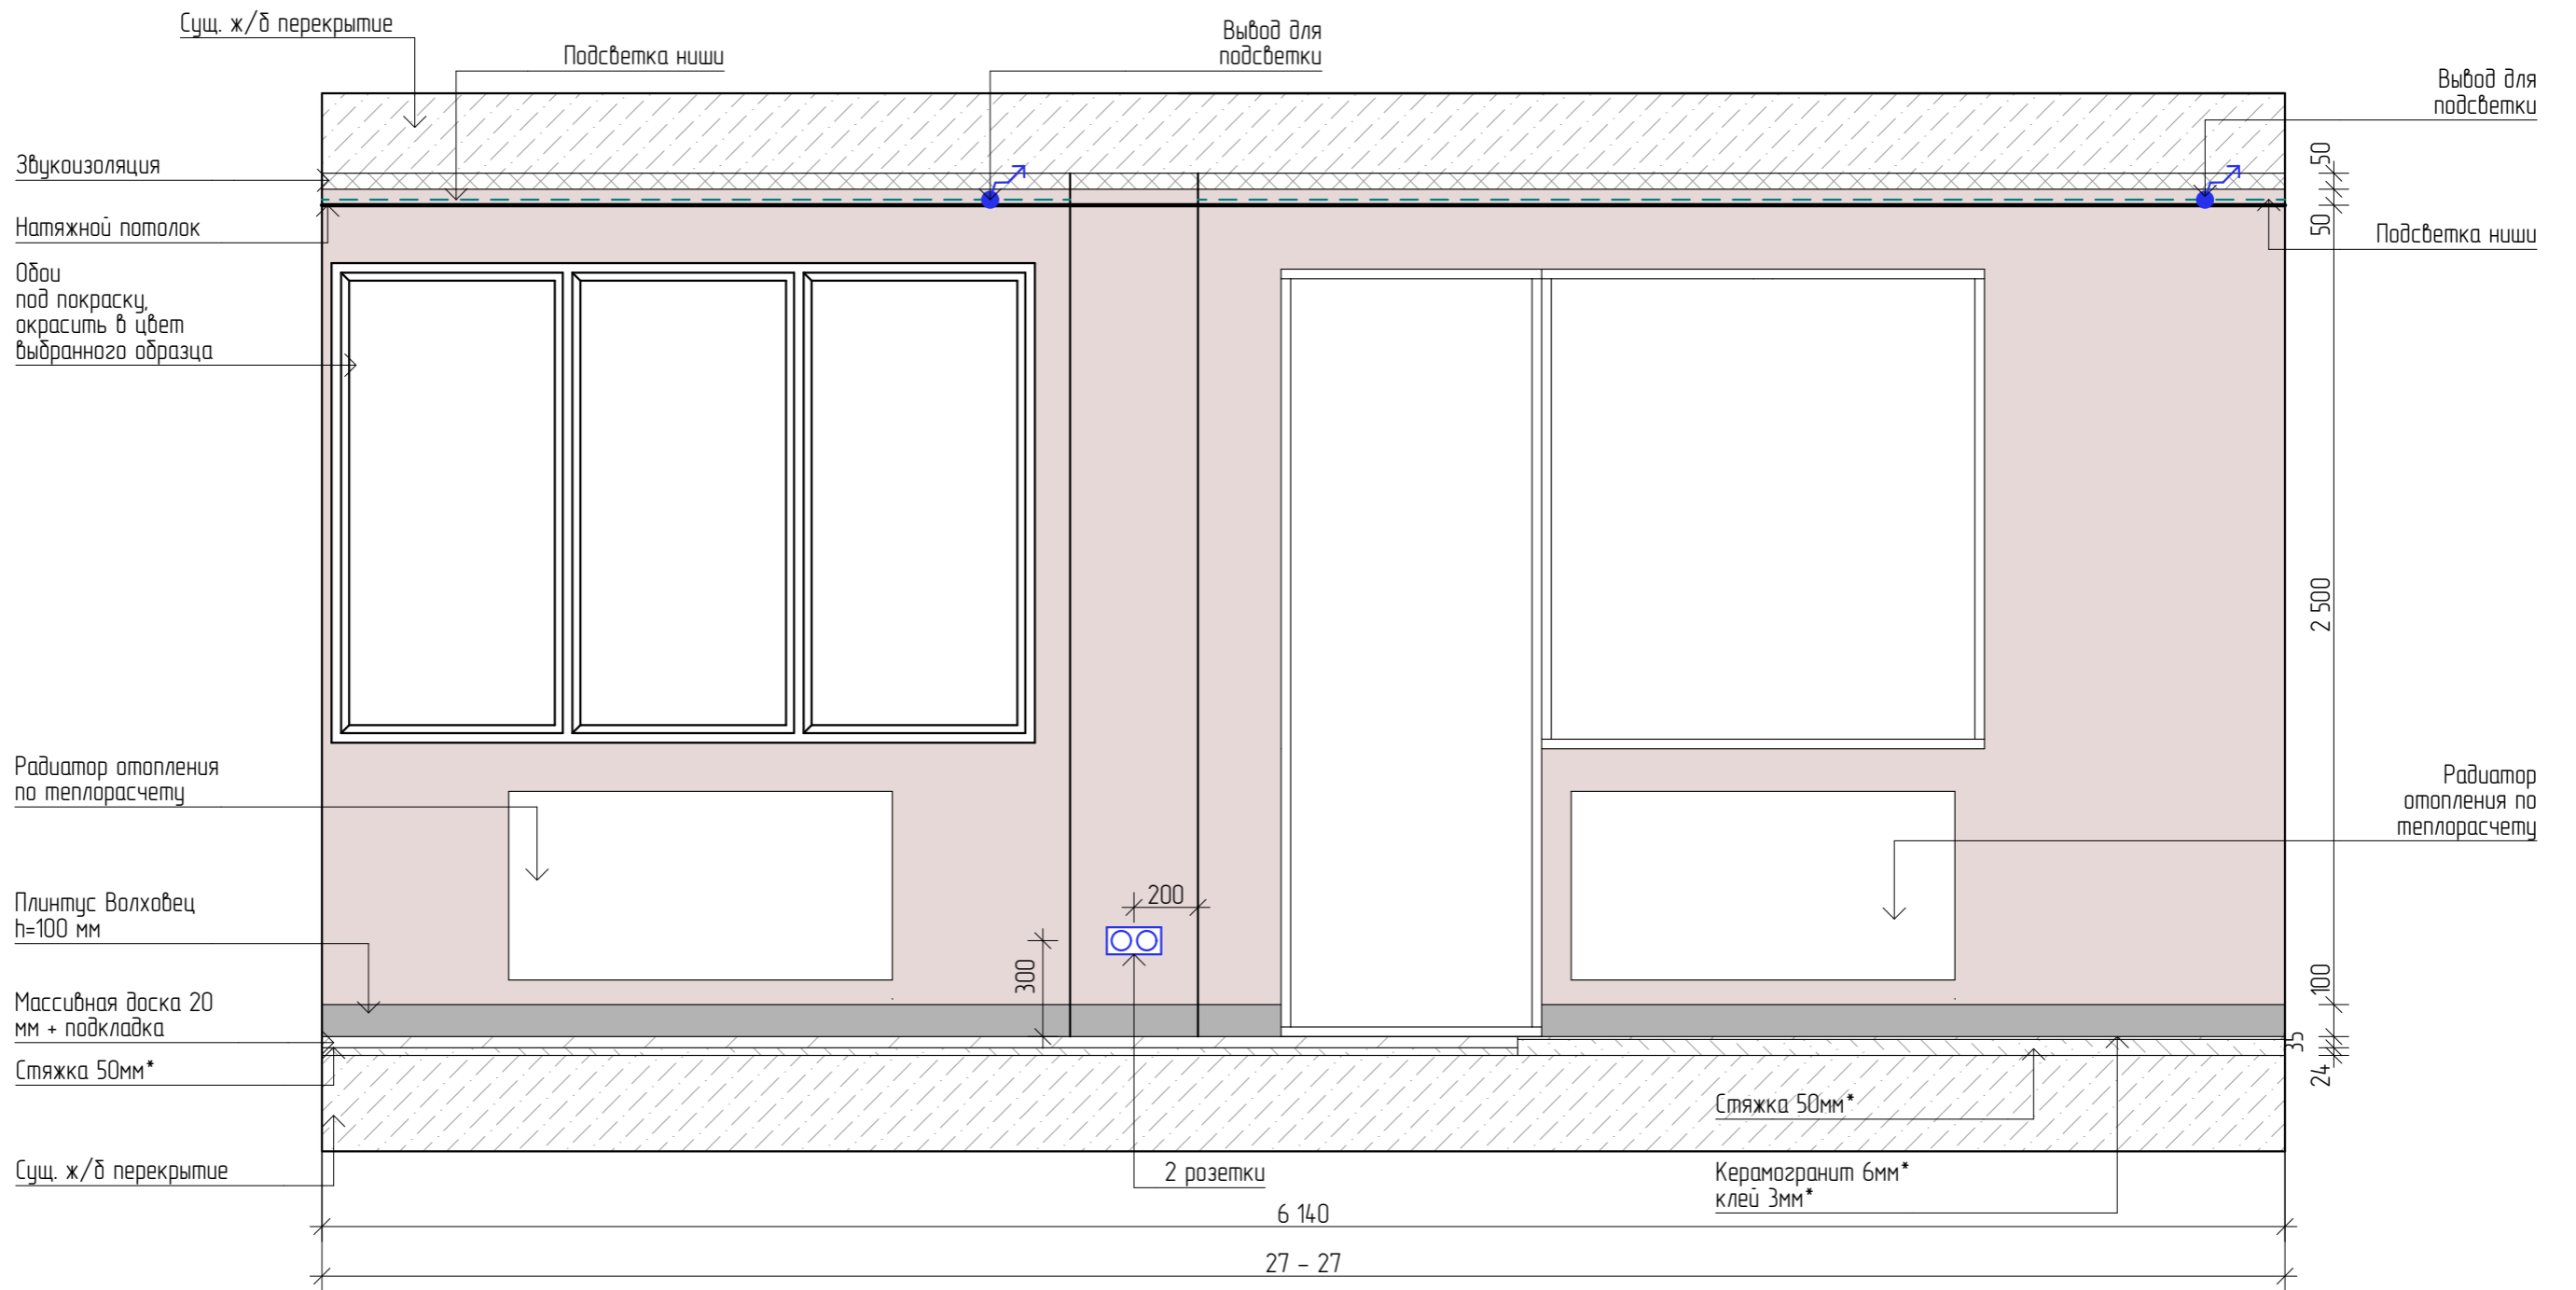 Сущ. ж/б перекрытие
Подсветка ниши
Вывод для
подсветки
Вывод для
подсветки
Звукоизоляция
Натяжной потолок
Обои
под покраску,
окрасить в цвет
выбранного образца
Подсветка ниши
50
50
2 500
Радиатор отопления
по теплорасчету
Радиатор
отопления по
теплорасчету
Плинтус Волховец
h=100 мм
200
300
100
Массивная доска 20
мм + подкладка
35
Стяжка 50мм*
24
Стяжка 50мм*
Сущ. ж/б перекрытие
2 розетки
Керамогранит 6мм*
клей 3мм*
6 140
27 - 27